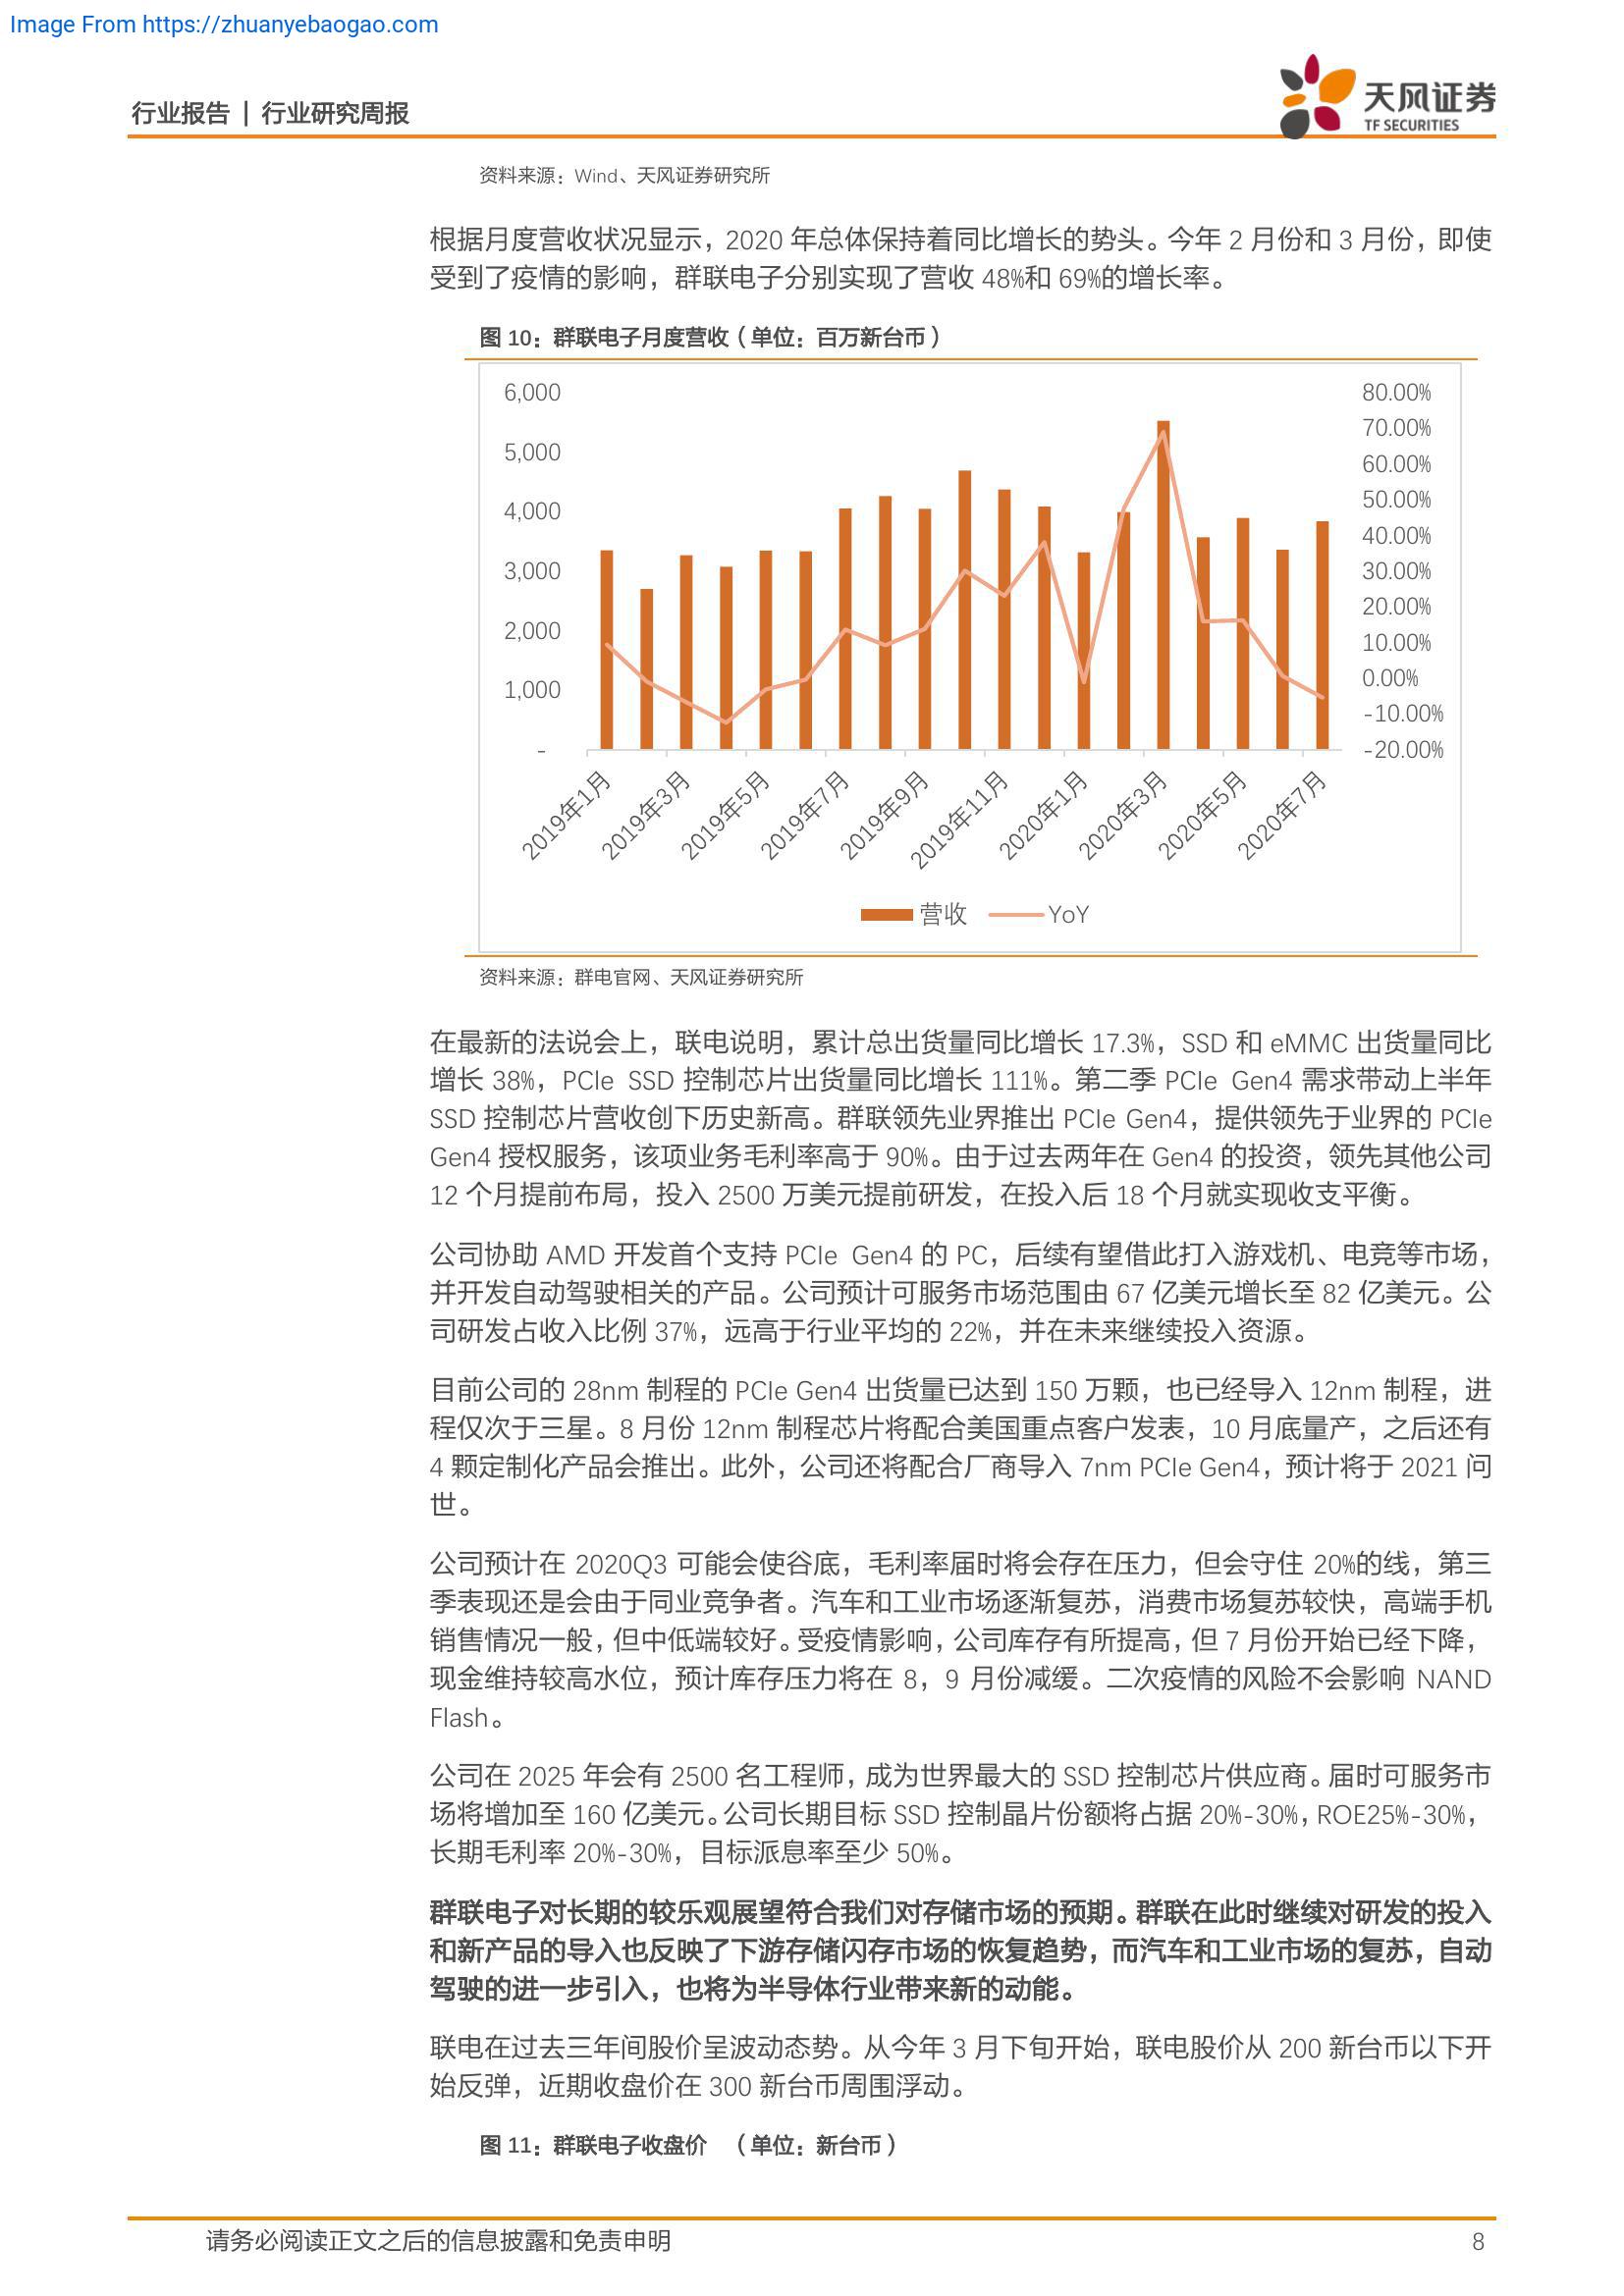 Image From https://zhuanyebaogao.com
行业报告 | 行业研究周报
天风证券
TF SECURITIES
资料来源：Wind、天风证券研究所
根据月度营收状况显示，2020 年总体保持着同比增长的势头。今年 2 月份和 3 月份，即使
受到了疫情的影响，群联电子分别实现了营收 48%和 69%的增长率。
图 10：群联电子月度营收（单位：百万新台币）
6,000
5,000
4,000
3,000
2,000
1,000
-
80.00%
70.00%
60.00%
50.00%
40.00%
30.00%
20.00%
10.00%
0.00%
-10.00%
-20.00%
2019年1月
2019年3月
2019年5月
2019年7月
2019年9月
2019年11月
2020年1月
2020年3月
2020年5月
2020年7月
营收
YoY
资料来源：群电官网、天风证券研究所
在最新的法说会上，联电说明，累计总出货量同比增长 17.3%，SSD 和 eMMC 出货量同比
增长 38%，PCIe SSD 控制芯片出货量同比增长 111%。第二季 PCIe Gen4 需求带动上半年
SSD 控制芯片营收创下历史新高。群联领先业界推出 PCIe Gen4，提供领先于业界的 PCIe
Gen4 授权服务，该项业务毛利率高于 90%。由于过去两年在 Gen4 的投资，领先其他公司
12 个月提前布局，投入 2500 万美元提前研发，在投入后 18 个月就实现收支平衡。
公司协助 AMD 开发首个支持 PCIe Gen4 的 PC，后续有望借此打入游戏机、电竞等市场，
并开发自动驾驶相关的产品。公司预计可服务市场范围由 67 亿美元增长至 82 亿美元。公
司研发占收入比例 37%，远高于行业平均的 22%，并在未来继续投入资源。
目前公司的 28nm 制程的 PCIe Gen4 出货量已达到 150 万颗，也已经导入 12nm 制程，进
程仅次于三星。8 月份 12nm 制程芯片将配合美国重点客户发表，10 月底量产，之后还有
4 颗定制化产品会推出。此外，公司还将配合厂商导入 7nm PCIe Gen4，预计将于 2021 问
世。
公司预计在 2020Q3 可能会使谷底，毛利率届时将会存在压力，但会守住 20%的线，第三
季表现还是会由于同业竞争者。汽车和工业市场逐渐复苏，消费市场复苏较快，高端手机
销售情况一般，但中低端较好。受疫情影响，公司库存有所提高，但 7 月份开始已经下降，
现金维持较高水位，预计库存压力将在 8，9 月份减缓。二次疫情的风险不会影响 NAND
Flash。
公司在 2025 年会有 2500 名工程师，成为世界最大的 SSD 控制芯片供应商。届时可服务市
场将增加至 160 亿美元。公司长期目标 SSD 控制晶片份额将占据 20%-30%，ROE25%-30%，
长期毛利率 20%-30%，目标派息率至少 50%。
群联电子对长期的较乐观展望符合我们对存储市场的预期。群联在此时继续对研发的投入
和新产品的导入也反映了下游存储闪存市场的恢复趋势，而汽车和工业市场的复苏，自动
驾驶的进一步引入，也将为半导体行业带来新的动能。
联电在过去三年间股价呈波动态势。从今年 3 月下旬开始，联电股价从 200 新台币以下开
始反弹，近期收盘价在 300 新台币周围浮动。
图 11：群联电子收盘价 （单位：新台币）
请务必阅读正文之后的信息披露和免责申明
8